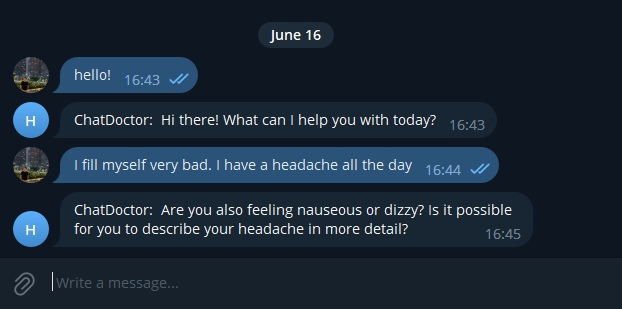 June 16
hello! 16:43
H
ChatDoctor: Hi there! What can I help you with today? 16:43
I fill myself very bad. I have a headache all the day 16:44
ChatDoctor: Are you also feeling nauseous or dizzy? Is it possible
H
for you to describe your headache in more detail? 16:45
Write a message...